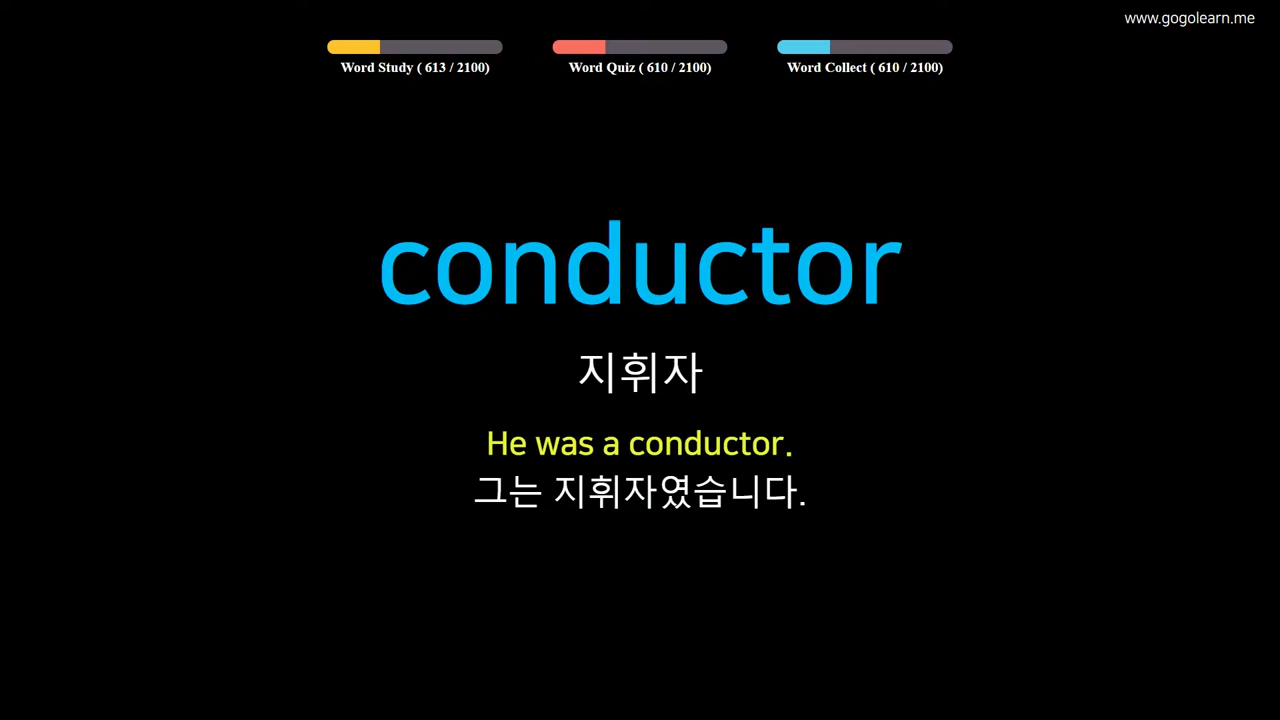 www.gogolearn.me
Word Study ( 613 / 2100)
Word Quiz ( 610 / 2100)
Word Collect ( 610 / 2100)
conductor
지휘자
He was a conductor.
그는 지휘자였습니다.